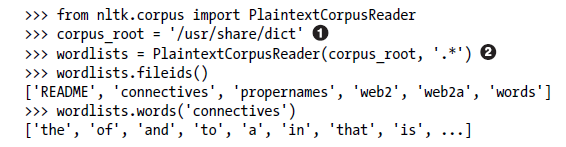 >>> from nltk.corpus import PlaintextCorpusReader
>>> corpus_root = '/usr/share/dict' ❶
>>> wordlists = PlaintextCorpusReader(corpus_root, '.*') ❷
>>> wordlists.fileids()
['README', 'connectives', 'propernames', 'web2', 'web2a', 'words']
>>> wordlists.words('connectives')
['the', 'of', 'and', 'to', 'a', 'in', 'that', 'is', ...]